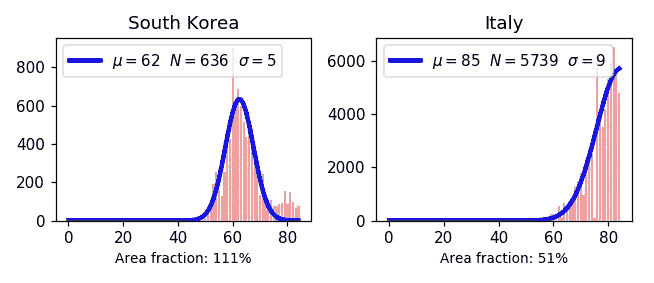 South Korea
μ = 62 N = 636 σ = 5
800
600
400
200
0
0 20 40 60 80
Area fraction: 111%
Italy
μ = 85 N = 5739 σ = 9
6000
4000
2000
0
0 20 40 60 80
Area fraction: 51%